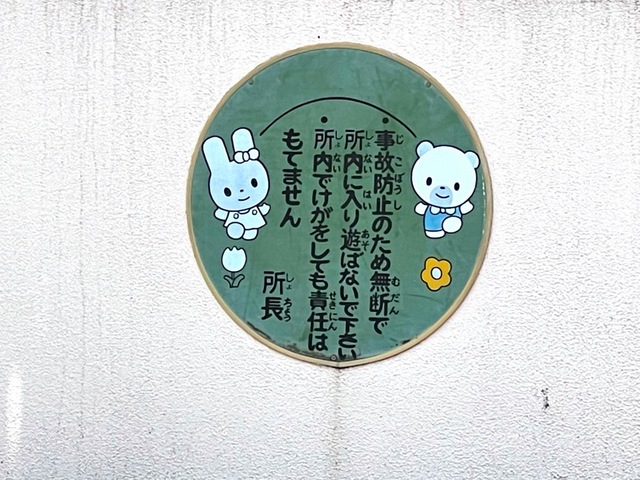 ・事故防止のため無断で
所内に入り遊ばないで下さい。
・所内でけがをしても責任は
もてません
所長